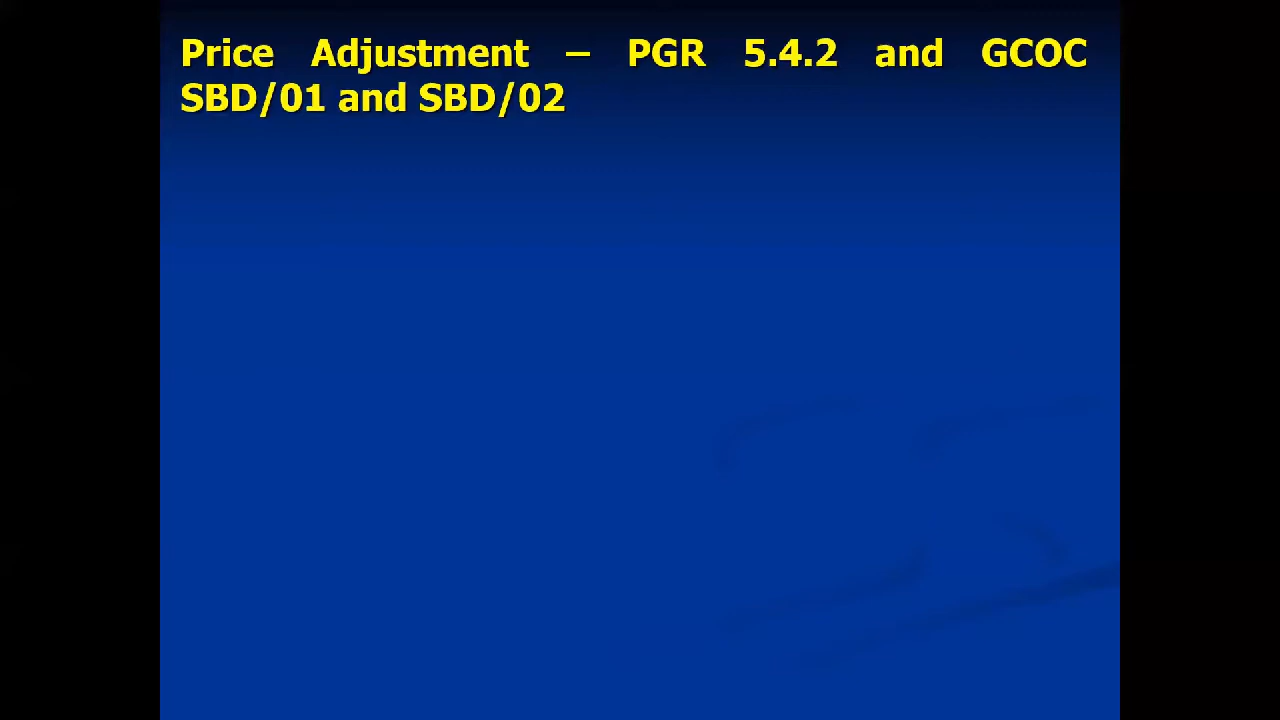 Price Adjustment – PGR 5.4.2 and GCOC
SBD/01 and SBD/02